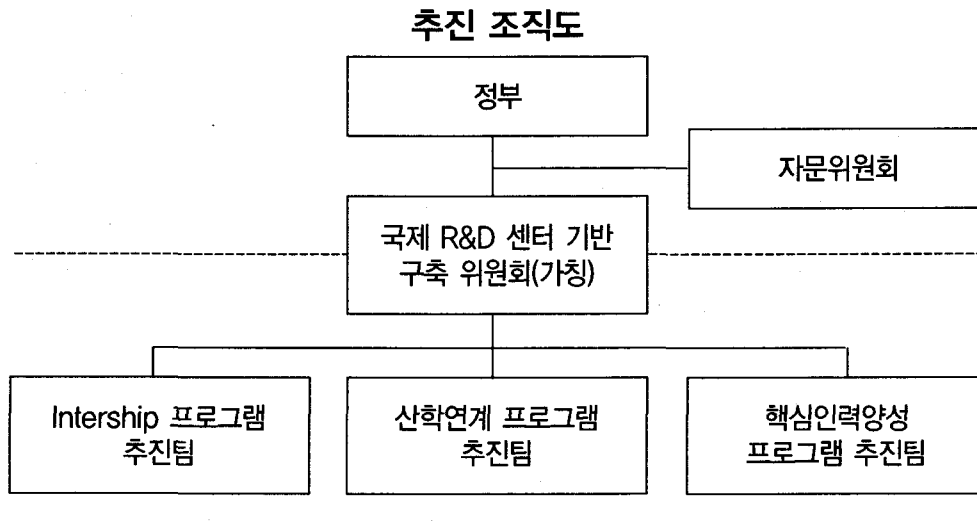 추진 조직도
정부
자문위원회
국제 R&D 센터 기반
구축 위원회(가칭)
Intership 프로그램
추진팀
산학연계 프로그램
추진팀
핵심인력양성
프로그램 추진팀